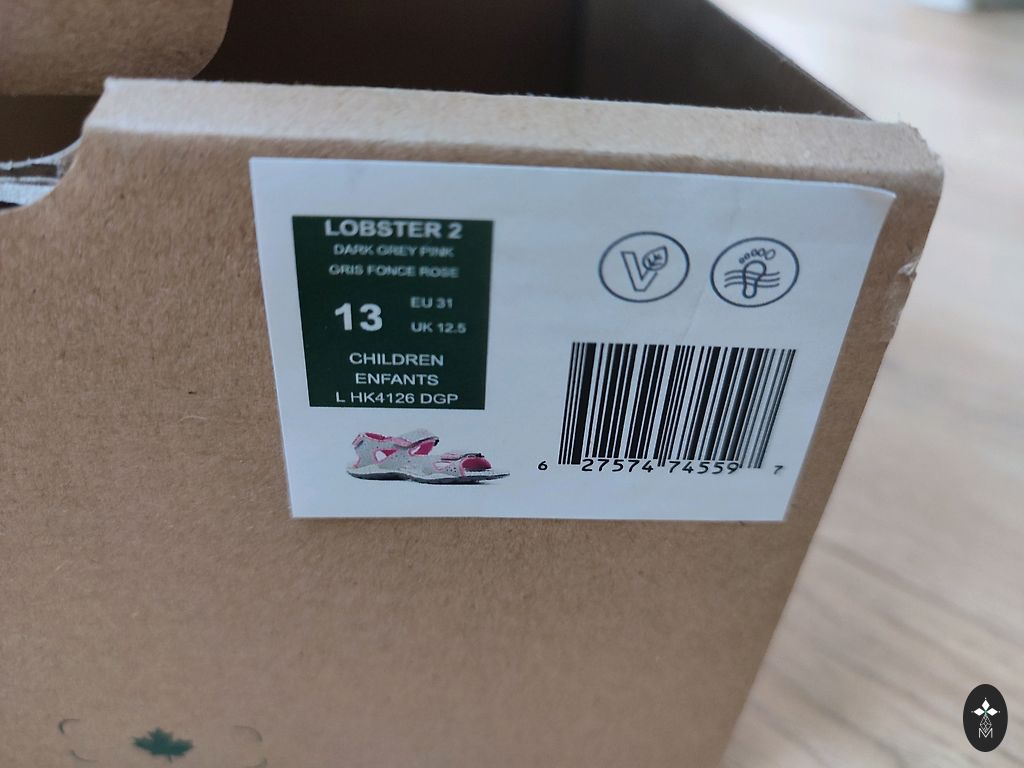 LOBSTER 2
DARK GREY PINK
GRIS FONCE ROSE
13
EU 31
UK 12.5
CHILDREN
ENFANTS
L HK4126 DGP
6 27574 74559 7